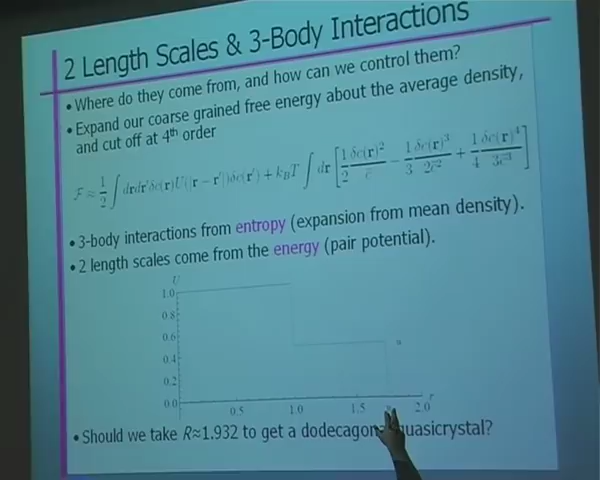 2 Length Scales & 3-Body Interactions
• Where do they come from, and how can we control them?
• Expand our coarse grained free energy about the average density,
and cut off at 4th order
• 3-body interactions from entropy (expansion from mean density).
• 2 length scales come from the energy (pair potential).
U
1.0
0.8
0.6
0.4
0.2
0.0
0.5 1.0 1.5 2.0
• Should we take R≈1.932 to get a dodecagonal quasicrystal?